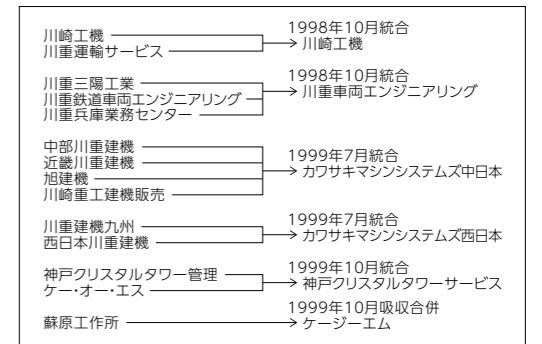 川崎工機
川重運輸サービス
1998年10月統合
川崎工機
川重三陽工業
川重鉄道車両エンジニアリング
川重兵庫業務センター
1998年10月統合
川重車両エンジニアリング
中部川重建機
近畿川重建機
旭建機
川崎重工建機販売
1999年7月統合
カワサキマシンシステムズ中日本
川重建機九州
西日本川重建機
1999年7月統合
カワサキマシンシステムズ西日本
神戸クリスタルタワー管理
ケー・オー・エス
1999年10月統合
神戸クリスタルタワーサービス
蘇原工作所
1999年10月吸収合併
ケージーエム